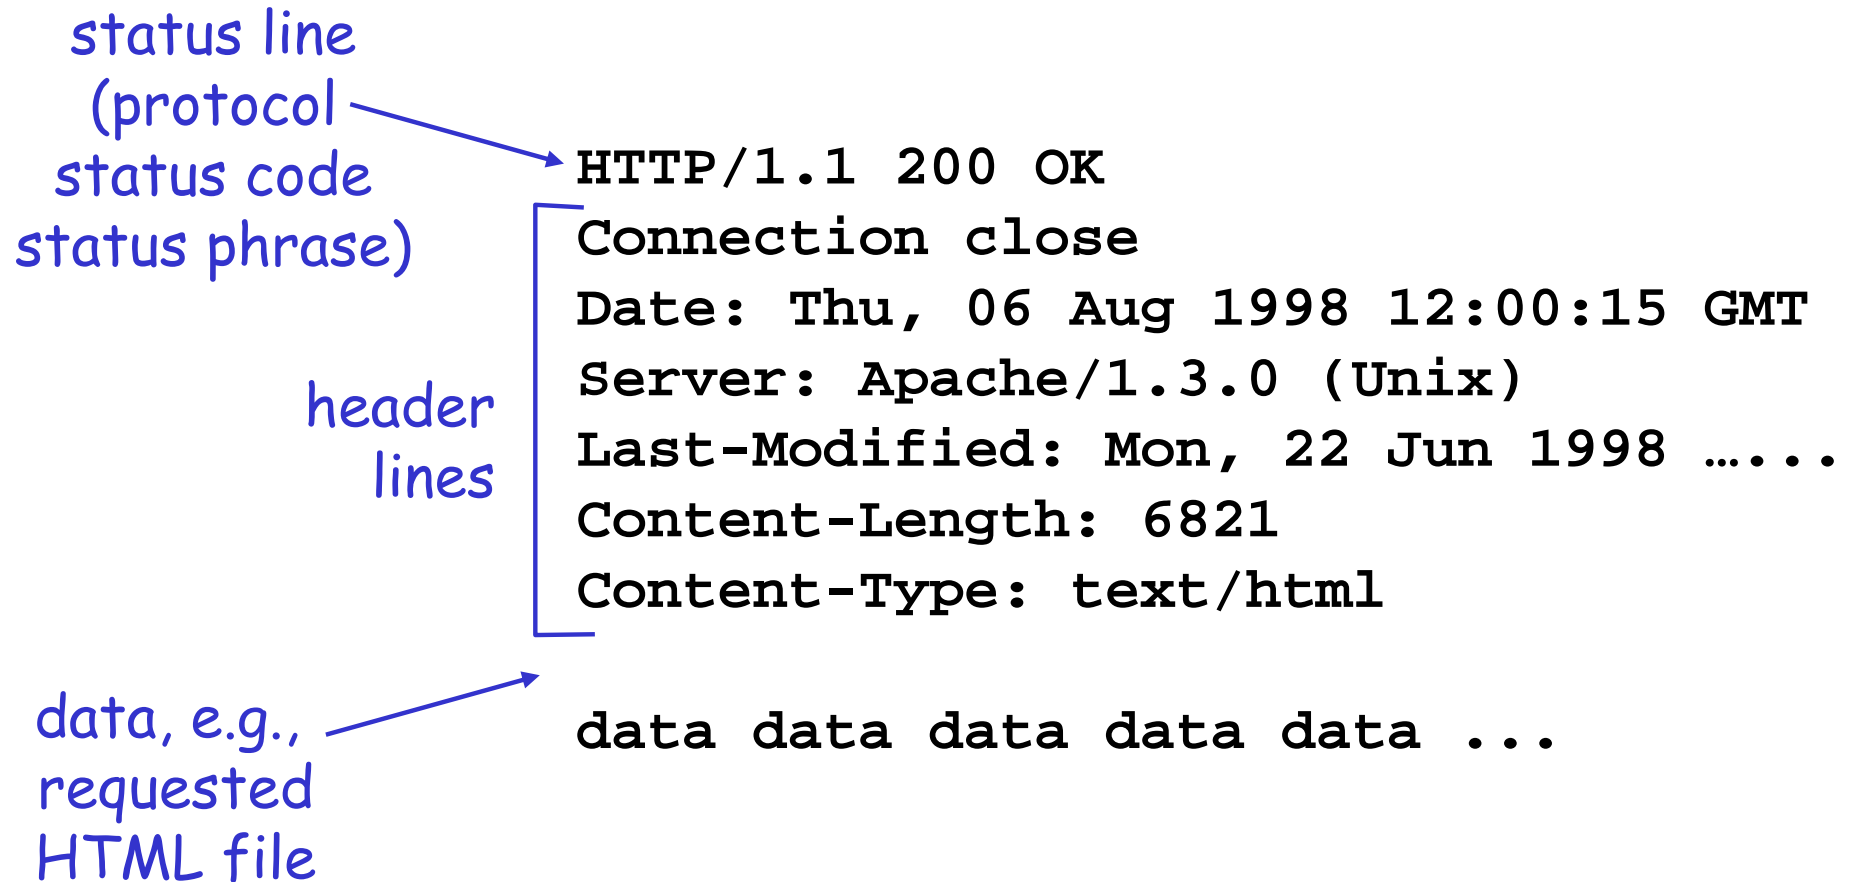 status line
(protocol
status code
status phrase)
HTTP/1.1 200 OK
Connection close
Date: Thu, 06 Aug 1998 12:00:15 GMT
Server: Apache/1.3.0 (Unix)
Last-Modified: Mon, 22 Jun 1998 …...
Content-Length: 6821
Content-Type: text/html
header
lines
data, e.g.,
requested
HTML file
data data data data data ...